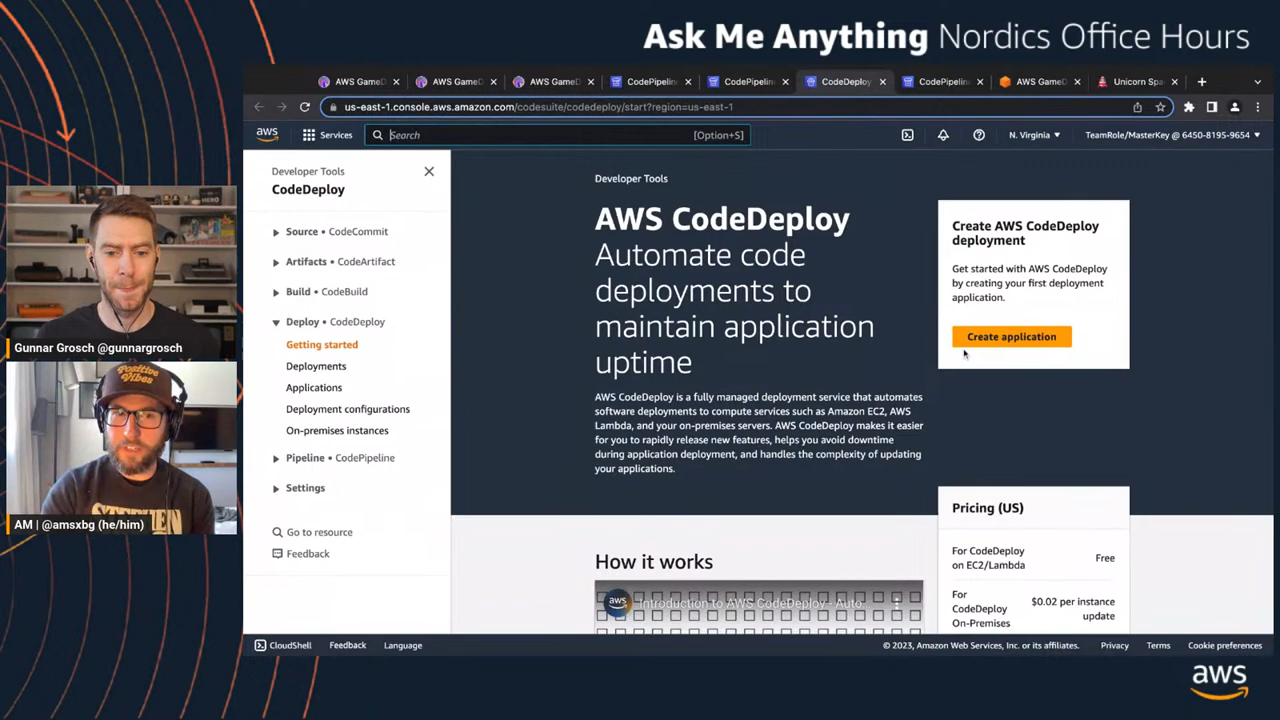 Ask Me Anything Nordics Office Hours
AWS GameD
AWS GameD
AWS GameD
CodePipeline
CodePipeline
CodeDeploy
CodePipeline
AWS GameD
Unicorn Spa
us-east-1.console.aws.amazon.com/codesuite/codedeploy/start?region=us-east-1
aws
Services
Search
[Option+S]
N. Virginia
TeamRole/MasterKey @ 6450-8195-9654
Developer Tools
CodeDeploy
Source • CodeCommit
Artifacts • CodeArtifact
Build • CodeBuild
Deploy • CodeDeploy
Getting started
Deployments
Applications
Deployment configurations
On-premises instances
Pipeline • CodePipeline
Settings
Go to resource
Feedback
Developer Tools
AWS CodeDeploy
Automate code
deployments to
maintain application
uptime
AWS CodeDeploy is a fully managed deployment service that automates
software deployments to compute services such as Amazon EC2, AWS
Lambda, and your on-premises servers. AWS CodeDeploy makes it easier
for you to rapidly release new features, helps you avoid downtime
during application deployment, and handles the complexity of updating
your applications.
Create AWS CodeDeploy
deployment
Get started with AWS CodeDeploy
by creating your first deployment
application.
Create application
Pricing (US)
For CodeDeploy
on EC2/Lambda
Free
For
CodeDeploy
On-Premises
$0.02 per instance
update
How it works
aws
Introduction to AWS CodeDeploy - Auto...
CloudShell
Feedback
Language
© 2023, Amazon Web Services, Inc. or its affiliates.
Privacy
Terms
Cookie preferences
Gunnar Grosch @gunnargrosch
Positive
Vibes
STEPHEN
AM | @amsxbg (he/him)
aws